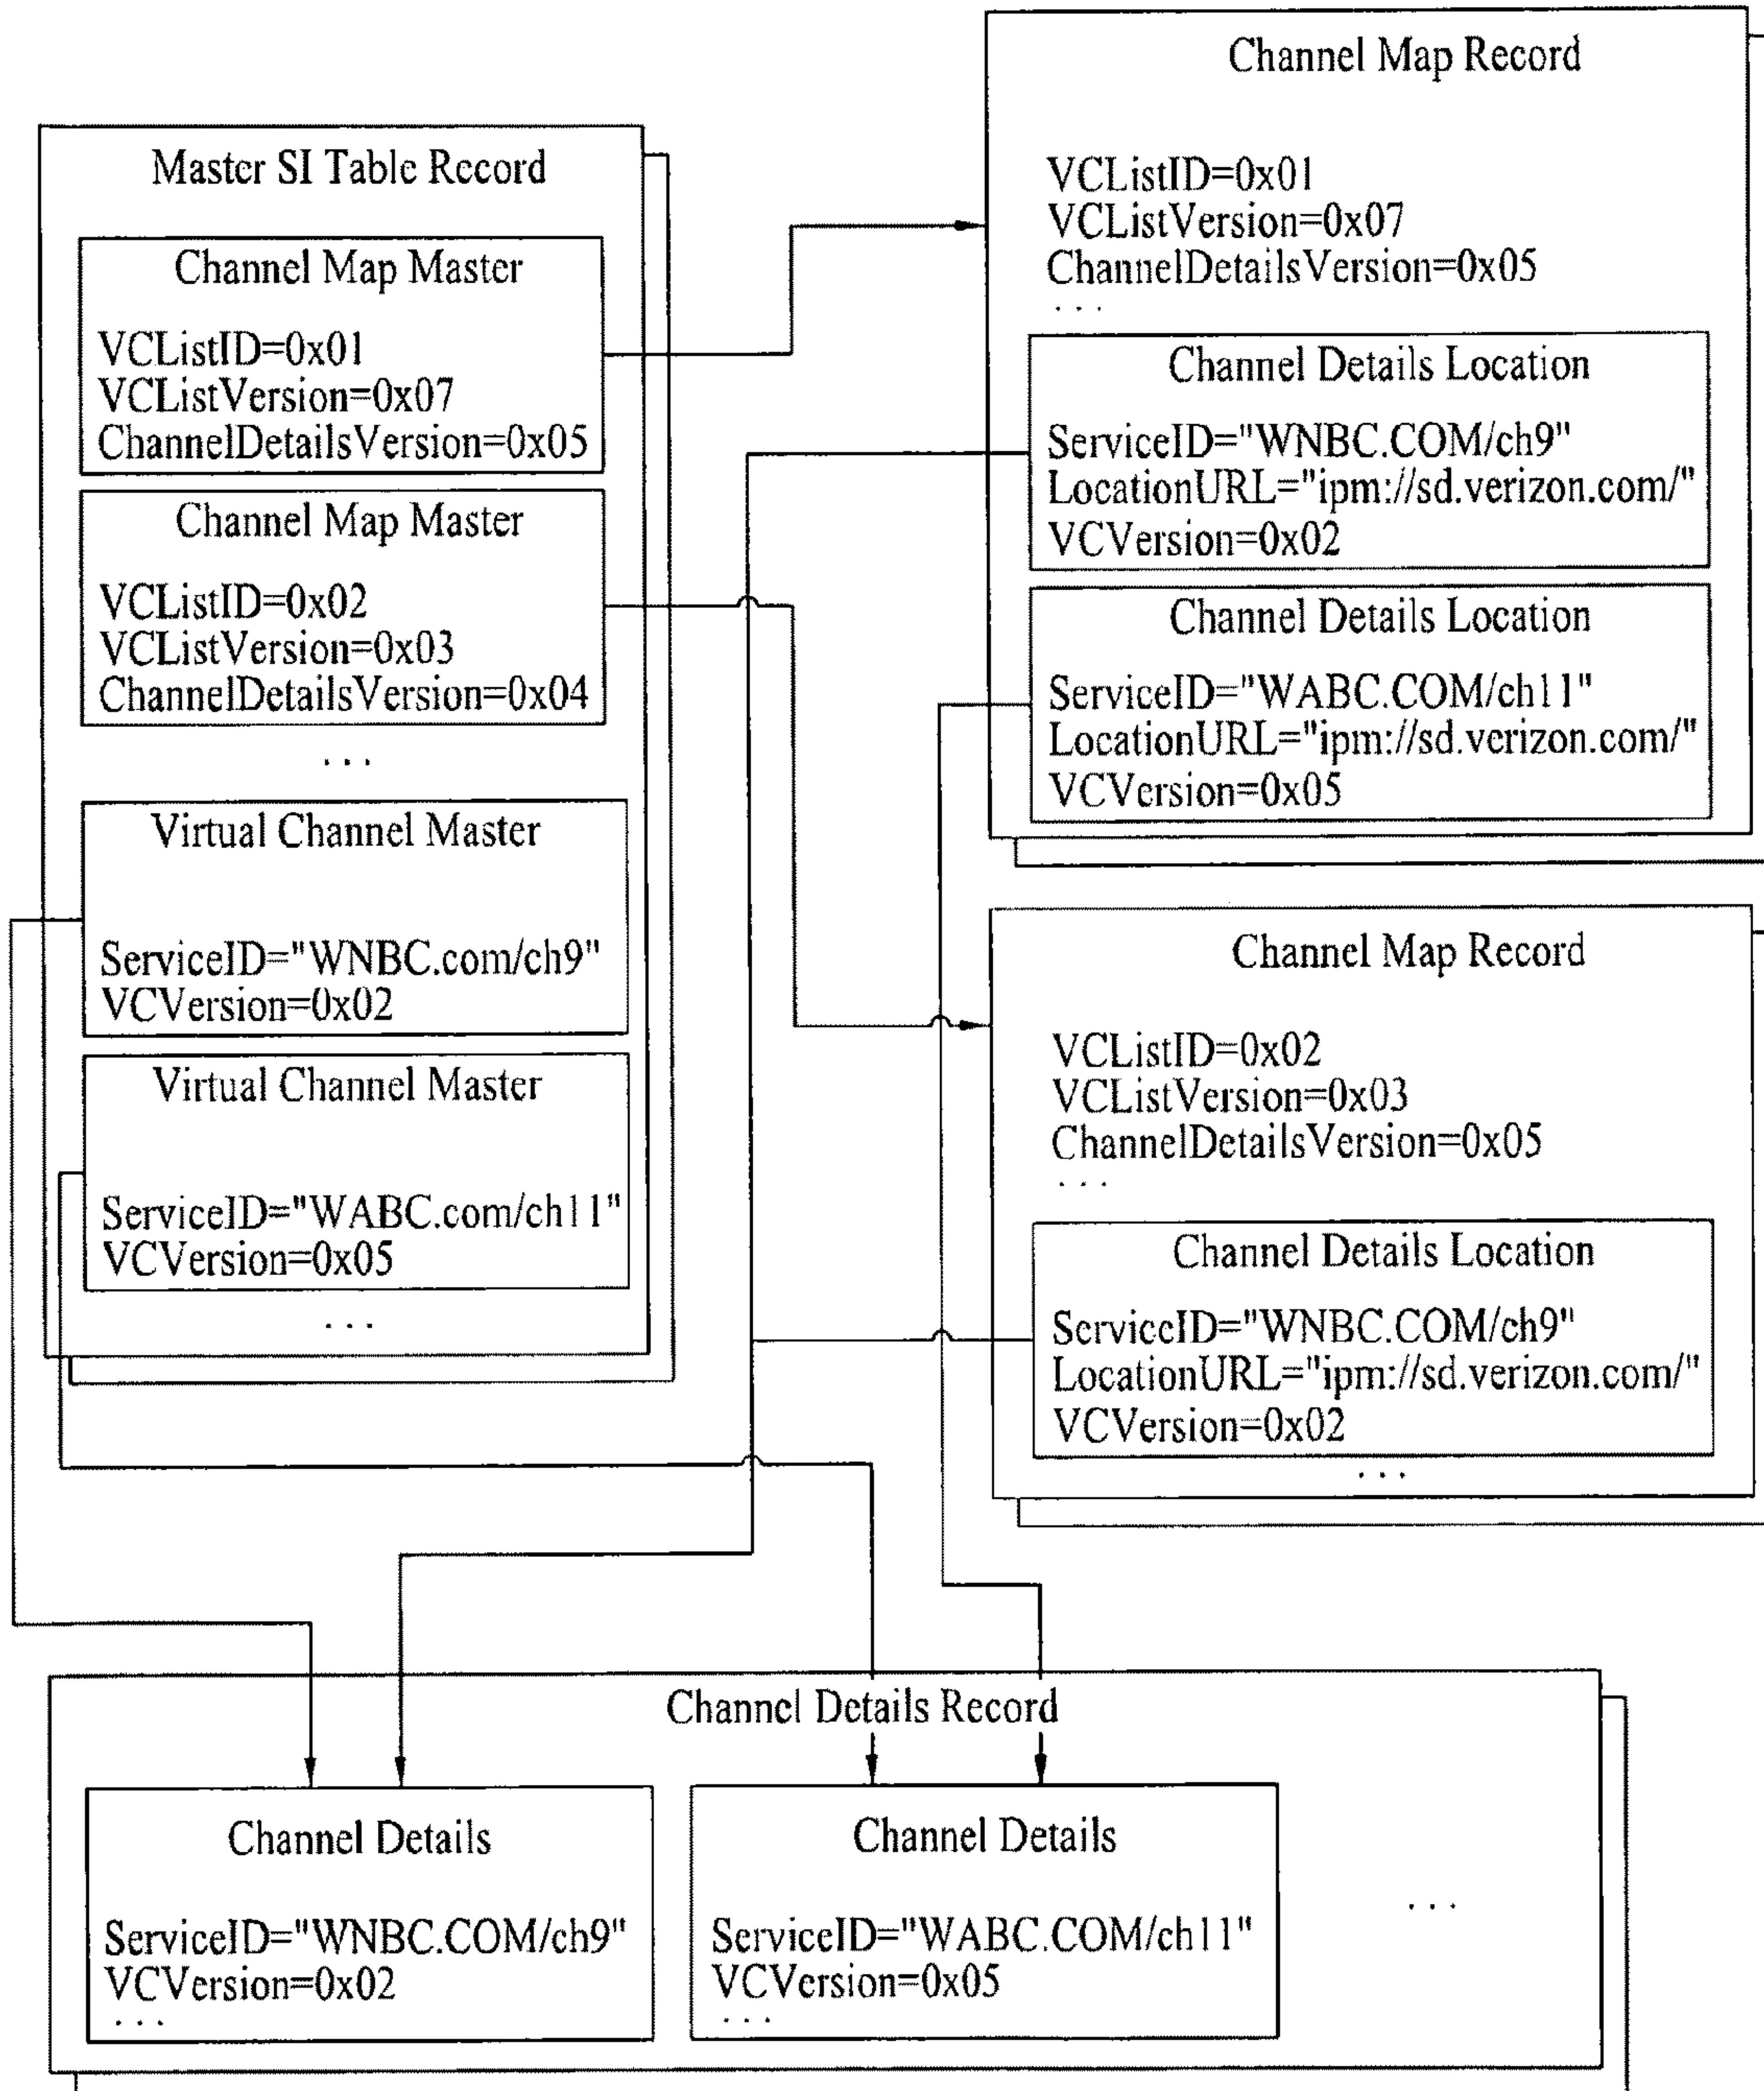 Master SI Table Record
Channel Map Master
VCListID=0x01
VCListVersion=0x07
ChannelDetailsVersion=0x05
Channel Map Master
VCListID=0x02
VCListVersion=0x03
ChannelDetailsVersion=0x04
...
Virtual Channel Master
ServiceID="WNBC.com/ch9"
VCVersion=0x02
Virtual Channel Master
ServiceID="WABC.com/ch11"
VCVersion=0x05
...
Channel Map Record
VCListID=0x01
VCListVersion=0x07
ChannelDetailsVersion=0x05
...
Channel Details Location
ServiceID="WNBC.COM/ch9"
LocationURL="ipm://sd.verizon.com/"
VCVersion=0x02
Channel Details Location
ServiceID="WABC.COM/ch11"
LocationURL="ipm://sd.verizon.com/"
VCVersion=0x05
Channel Map Record
VCListID=0x02
VCListVersion=0x03
ChannelDetailsVersion=0x05
...
Channel Details Location
ServiceID="WNBC.COM/ch9"
LocationURL="ipm://sd.verizon.com/"
VCVersion=0x02
...
Channel Details Record
Channel Details
ServiceID="WNBC.COM/ch9"
VCVersion=0x02
...
Channel Details
ServiceID="WABC.COM/ch11"
VCVersion=0x05
...
...